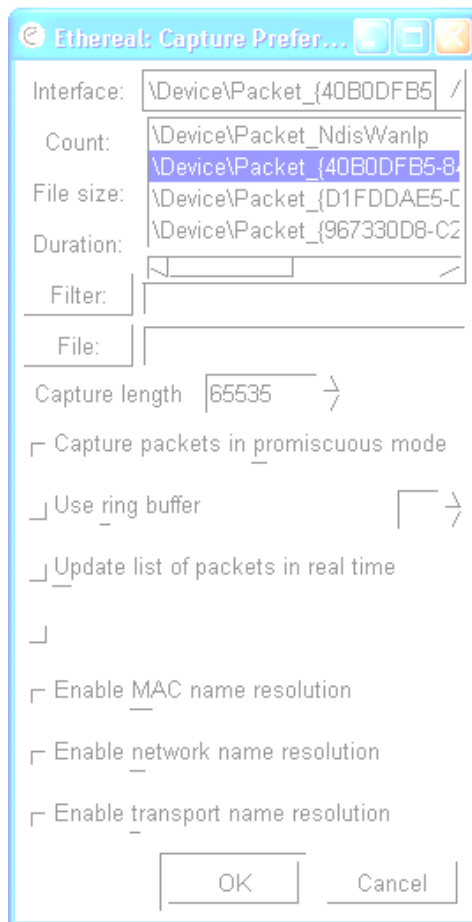 Ethereal: Capture Prefer...
Interface: \Device\Packet_{40B0DFB5
Count: \Device\Packet_NdisWanIp
\Device\Packet_{40B0DFB5-84
File size: \Device\Packet_{D1FDDAE5-C
Duration: \Device\Packet_{967330D8-C2
Filter:
File:
Capture length 65535
Capture packets in promiscuous mode
Use ring buffer
Update list of packets in real time
Enable MAC name resolution
Enable network name resolution
Enable transport name resolution
OK Cancel